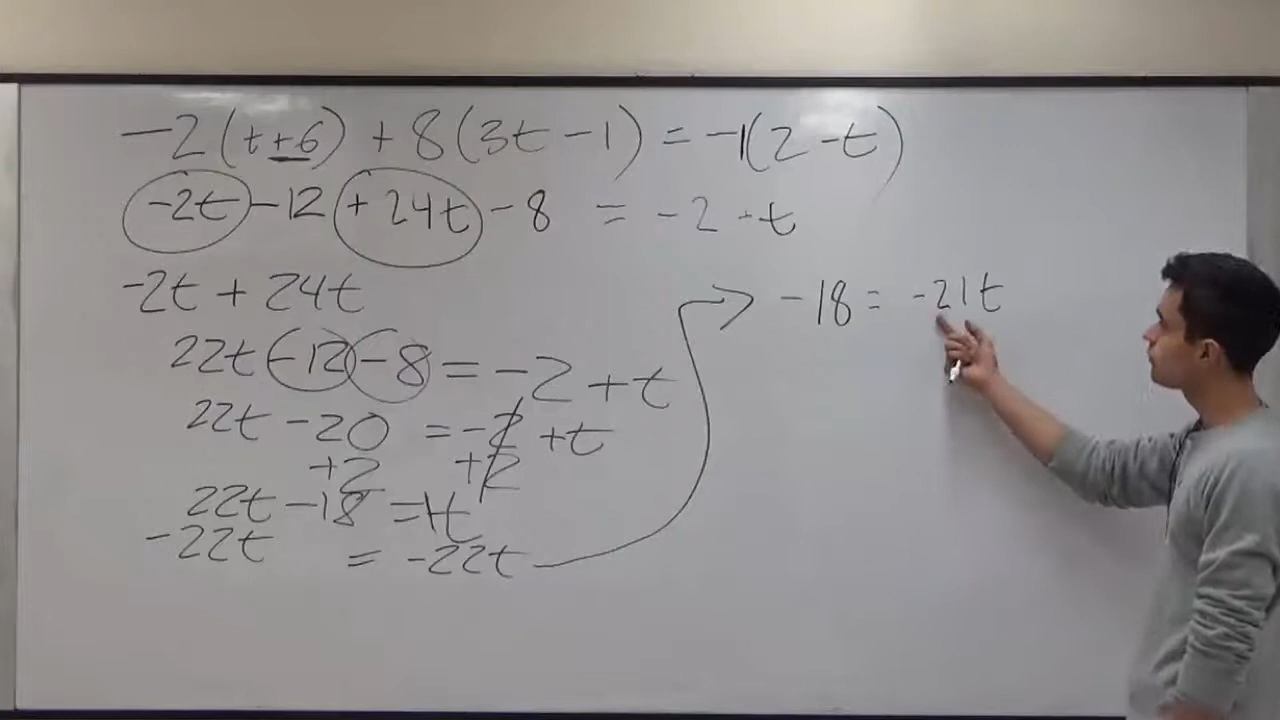 -2(t+6) + 8(3t-1) = -1(2-t)
-2t -12 +24t -8 = -2 +t
-2t + 24t
22t -12 -8 = -2 + t
22t -20 = -2 +t
+2 +2
22t -18 = 1t
-22t = -22t
-18 = -21t